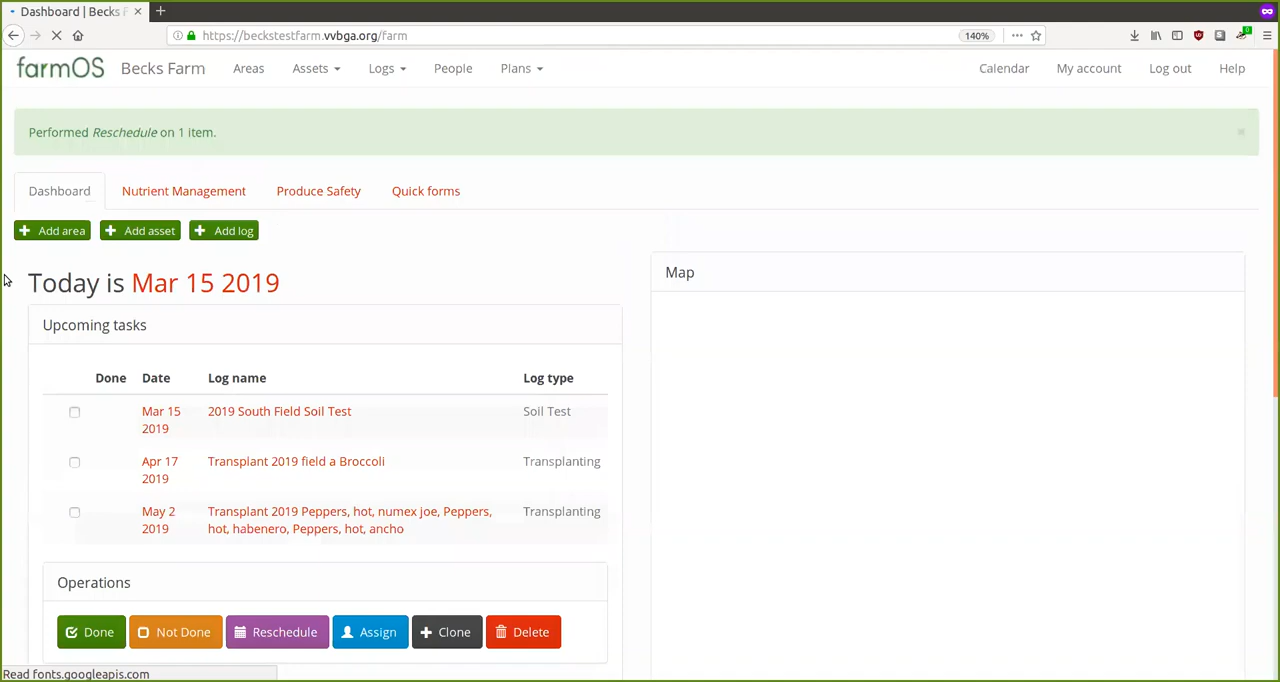 Dashboard | Becks F
https://beckstestfarm.vvbga.org/farm
140%
farmOS Becks Farm Areas Assets Logs People Plans Calendar My account Log out Help
Performed Reschedule on 1 item.
Dashboard Nutrient Management Produce Safety Quick forms
Add area Add asset Add log
Today is Mar 15 2019
Map
Upcoming tasks
Done Date Log name Log type
Mar 15 2019 South Field Soil Test Soil Test
2019
Apr 17 Transplant 2019 field a Broccoli Transplanting
2019
May 2 Transplant 2019 Peppers, hot, numex joe, Peppers, Transplanting
2019 hot, habenero, Peppers, hot, ancho
Operations
Done Not Done Reschedule Assign Clone Delete
Read fonts.googleapis.com